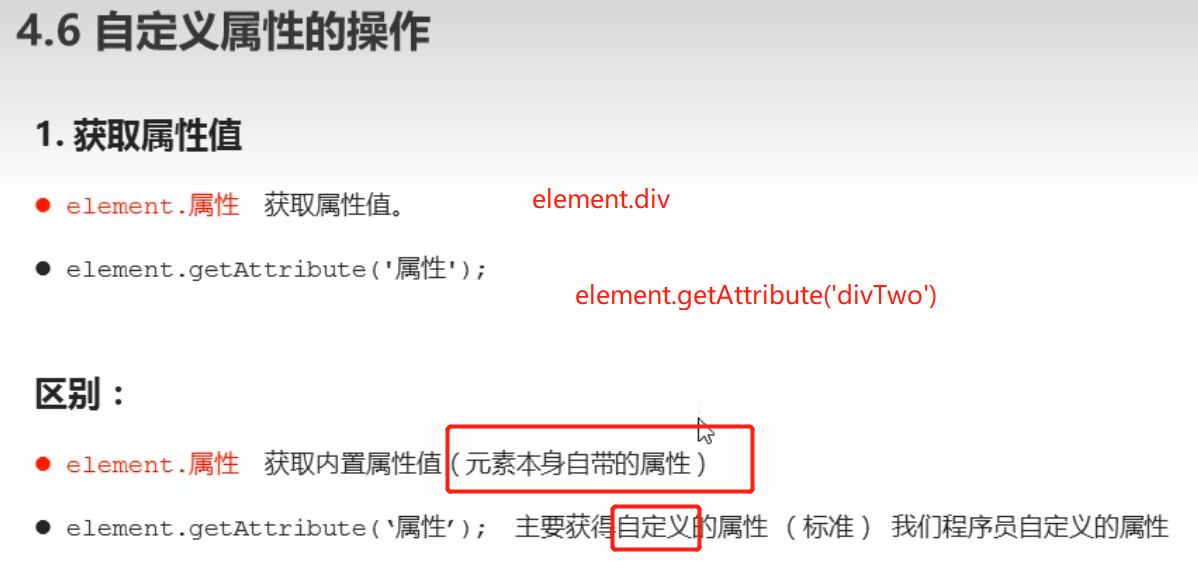 4.6 自定义属性的操作
1. 获取属性值
element.属性 获取属性值。
element.div
element.getAttribute('属性');
element.getAttribute('divTwo')
区别：
element.属性 获取内置属性值（元素本身自带的属性）
element.getAttribute(‘属性’); 主要获得自定义的属性 （标准） 我们程序员自定义的属性